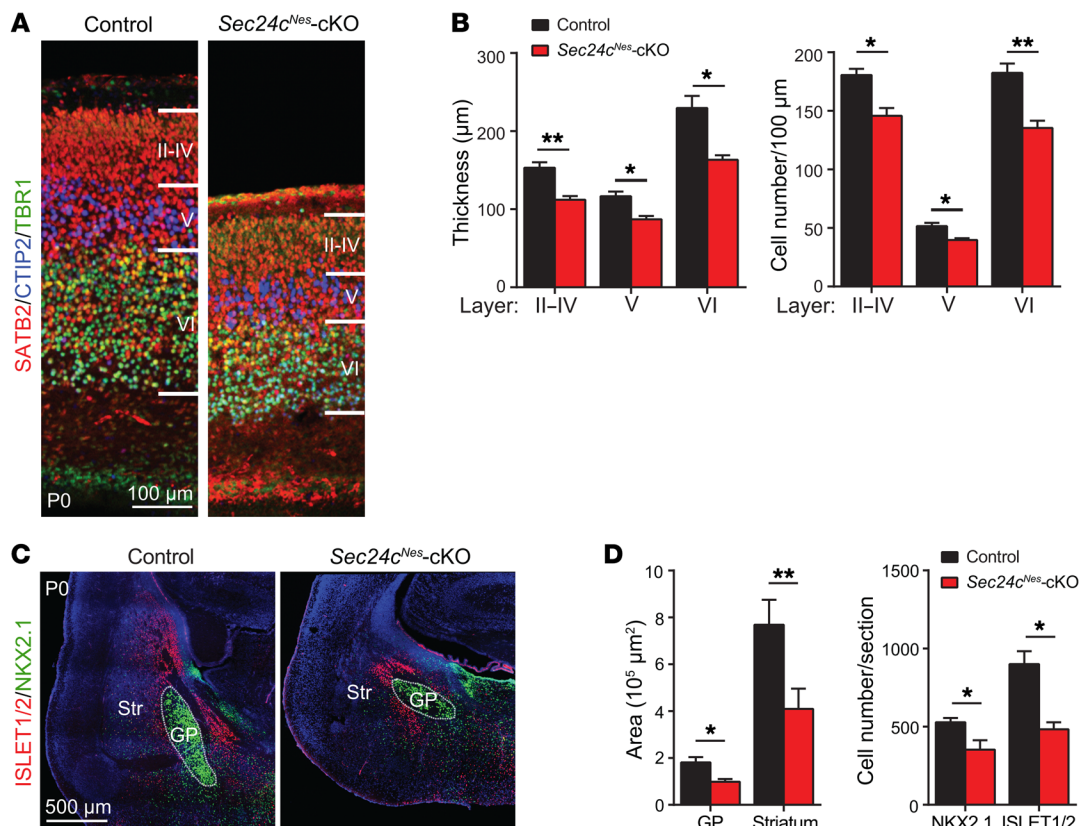 A
Control
Sec24cNes-cKO
SATB2/CTIP2/TBR1
II-IV
V
VI
P0
100 μm
II-IV
V
VI
B
Control
Sec24cNes-cKO
Thickness (μm)
300
200
100
0
Layer: II–IV V VI
** * *
Cell number/100 μm
200
150
100
50
0
Layer: II–IV V VI
* * **
C
Control
Sec24cNes-cKO
ISLET1/2/NKX2.1
P0
Str
GP
500 μm
Str
GP
D
Control
Sec24cNes-cKO
Area (10⁵ μm²)
10
8
6
4
2
0
* **
GP Striatum
Cell number/section
1500
1000
500
0
* *
NKX2.1 ISLET1/2